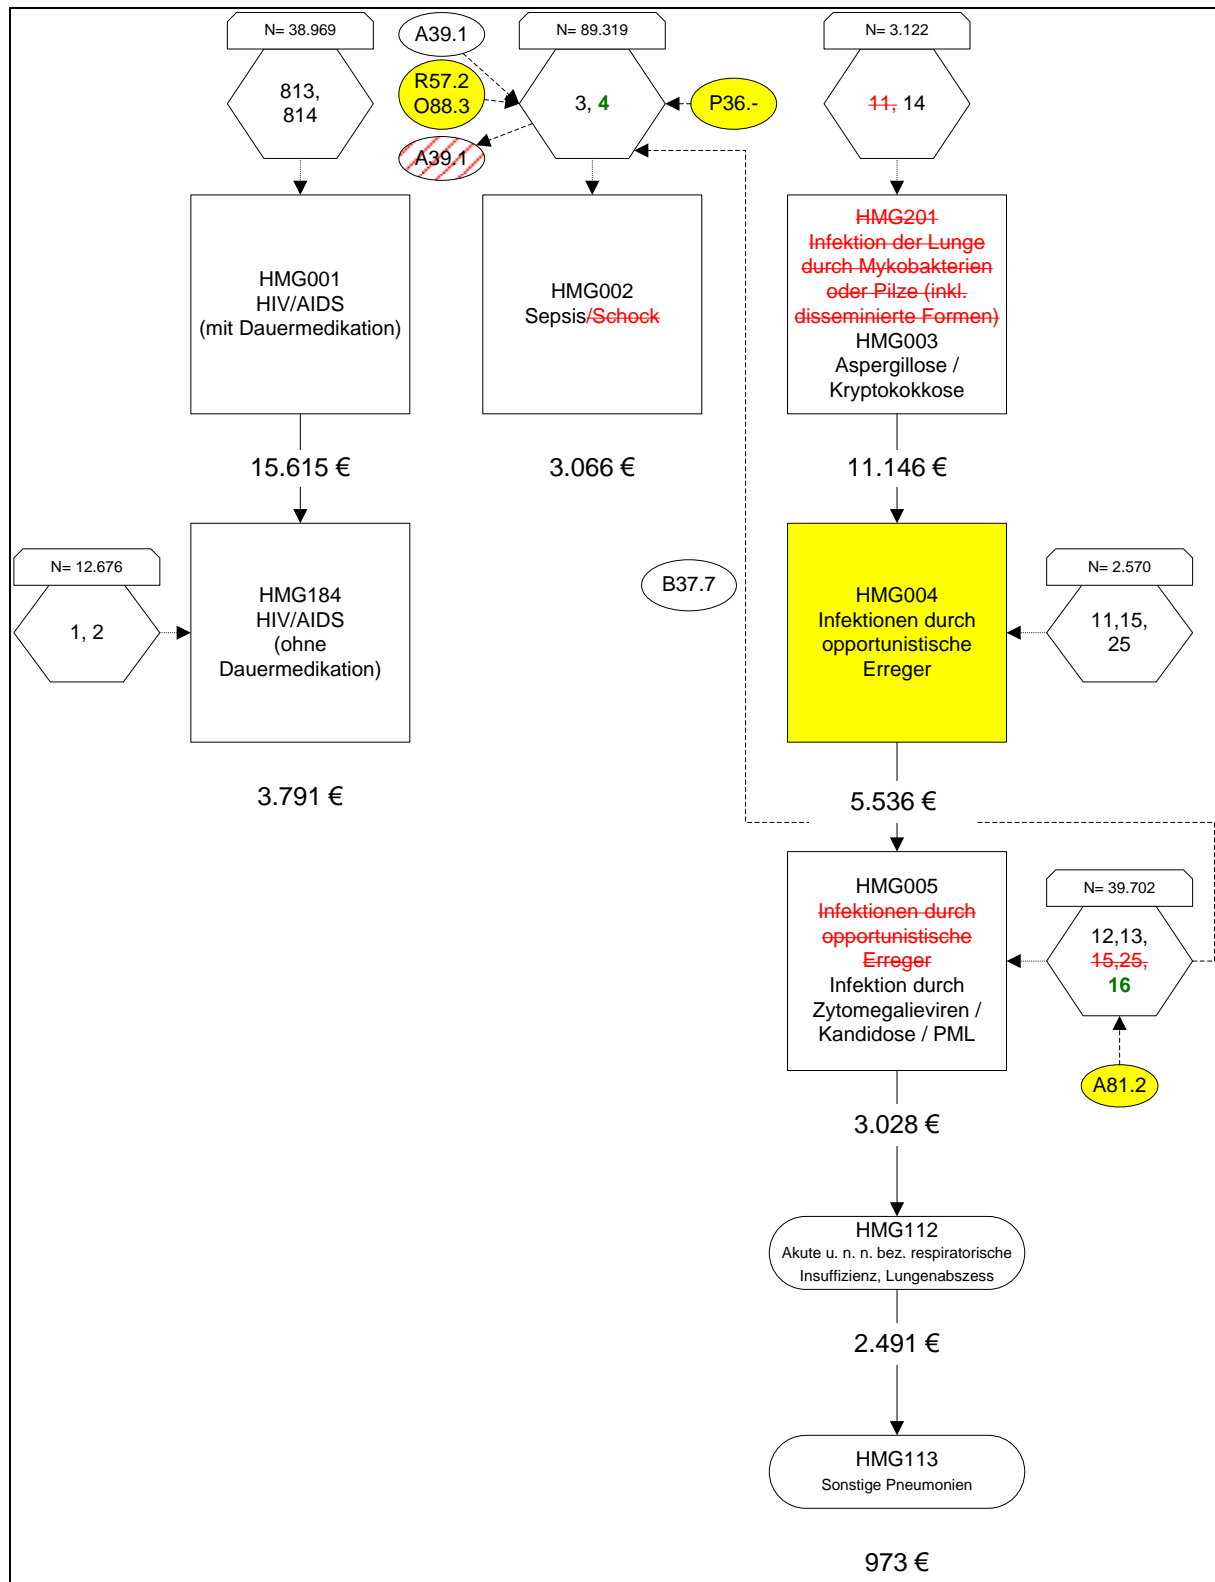 N= 38.969
813,
814
A39.1
R57.2
O88.3
A39.1
N= 89.319
3, 4
P36.-
N= 3.122
11, 14
HMG001
HIV/AIDS
(mit Dauermedikation)
15.615 €
HMG002
Sepsis/Schock
3.066 €
HMG201
Infektion der Lunge
durch Mykobakterien
oder Pilze (inkl.
disseminierte Formen)
HMG003
Aspergillose /
Kryptokokkose
11.146 €
N= 12.676
1, 2
HMG184
HIV/AIDS
(ohne
Dauermedikation)
3.791 €
B37.7
HMG004
Infektionen durch
opportunistische
Erreger
N= 2.570
11,15,
25
5.536 €
HMG005
Infektionen durch
opportunistische
Erreger
Infektion durch
Zytomegalieviren /
Kandidose / PML
N= 39.702
12,13,
15,25,
16
A81.2
3.028 €
HMG112
Akute u. n. n. bez. respiratorische
Insuffizienz, Lungenabszess
2.491 €
HMG113
Sonstige Pneumonien
973 €